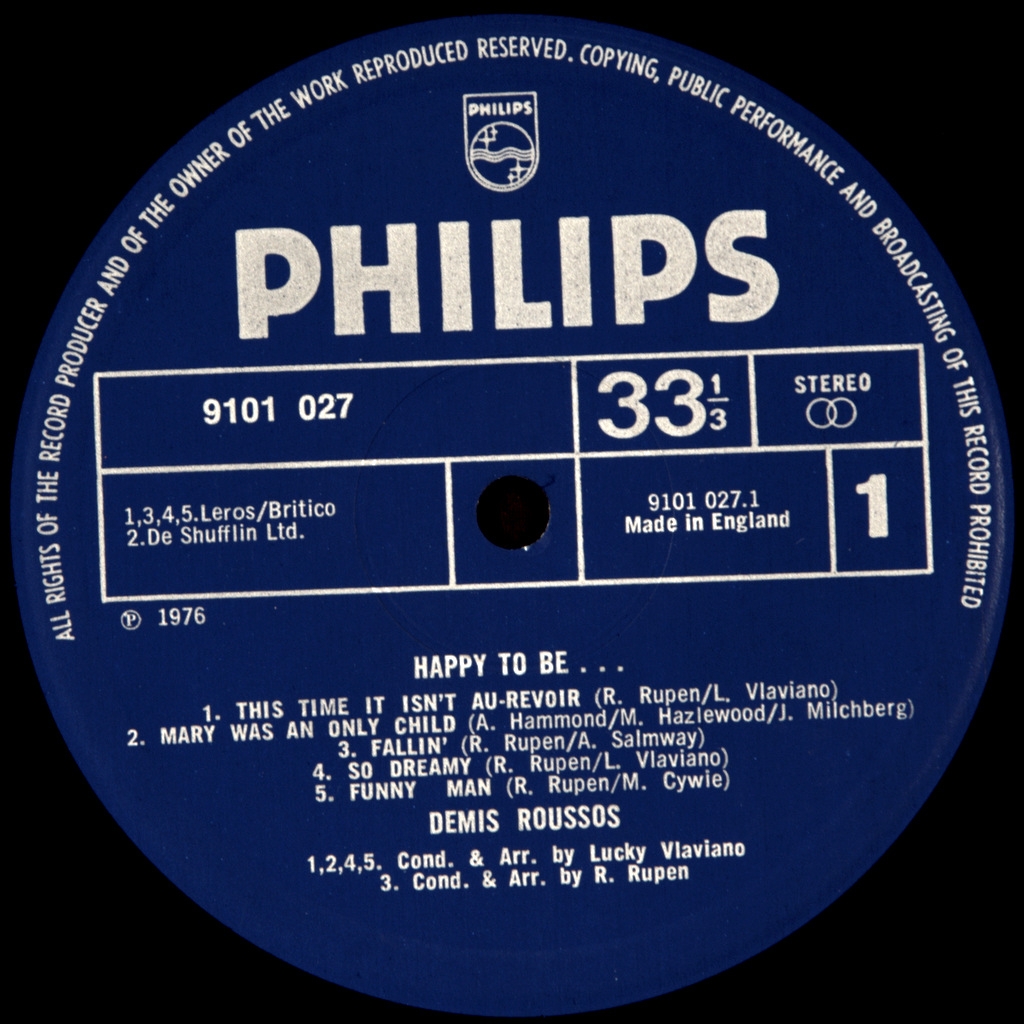 ALL RIGHTS OF THE RECORD PRODUCER AND OF THE OWNER OF THE WORK REPRODUCED RESERVED. COPYING, PUBLIC PERFORMANCE AND BROADCASTING OF THIS RECORD PROHIBITED
PHILIPS
PHILIPS
9101 027
33 1/3
STEREO
1,3,4,5.Leros/Britico
2.De Shufflin Ltd.
9101 027.1
Made in England
1
℗ 1976
HAPPY TO BE . . .
1. THIS TIME IT ISN'T AU-REVOIR (R. Rupen/L. Vlaviano)
2. MARY WAS AN ONLY CHILD (A. Hammond/M. Hazlewood/J. Milchberg)
3. FALLIN' (R. Rupen/A. Salmway)
4. SO DREAMY (R. Rupen/L. Vlaviano)
5. FUNNY MAN (R. Rupen/M. Cywie)
DEMIS ROUSSOS
1,2,4,5. Cond. & Arr. by Lucky Vlaviano
3. Cond. & Arr. by R. Rupen